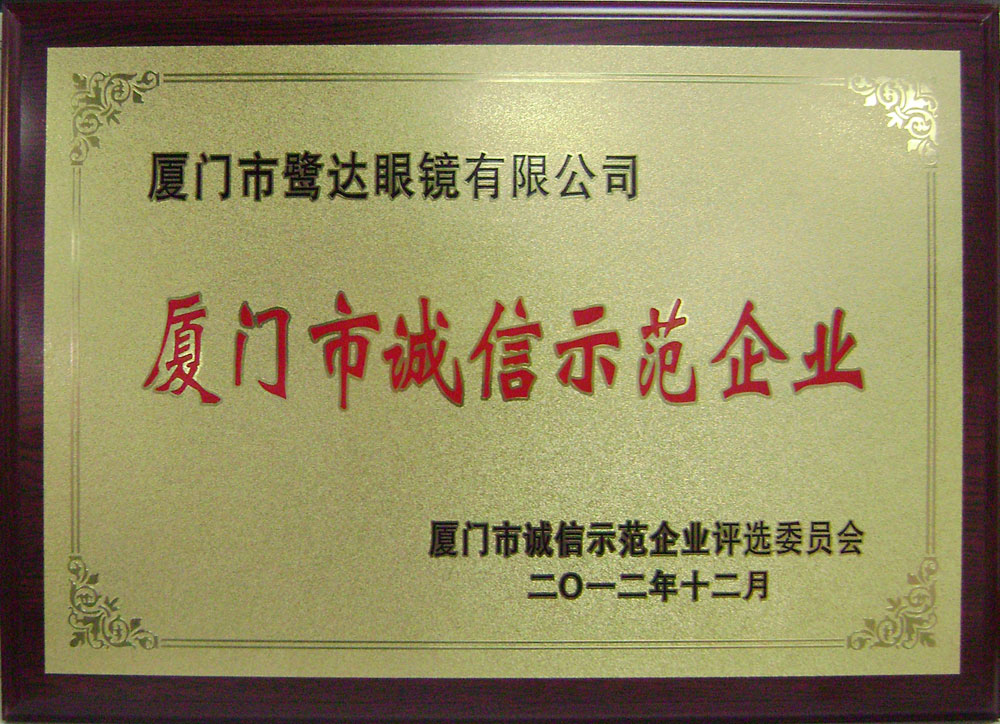 厦门市鹭达眼镜有限公司
厦门市诚信示范企业
厦门市诚信示范企业评选委员会
二〇一二年十二月